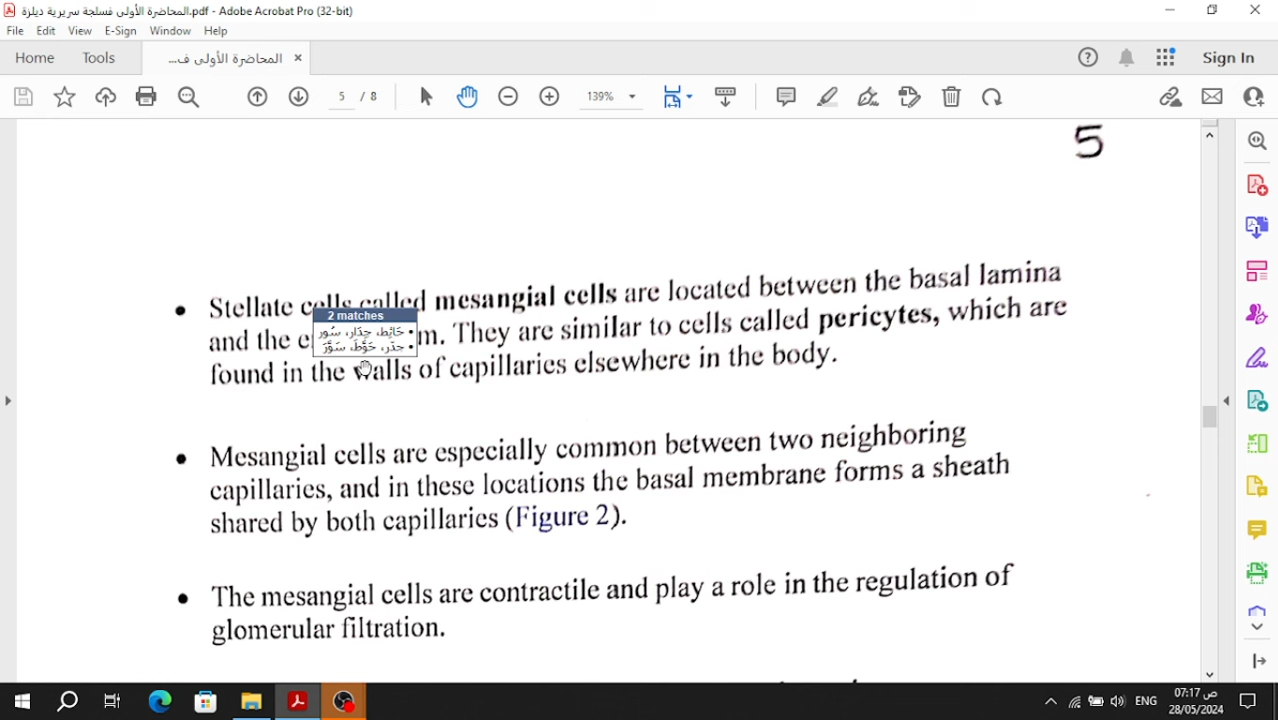 المحاضرة الأولى فسلجة سريرية ديلزة.pdf - Adobe Acrobat Pro (32-bit)
File Edit View E-Sign Window Help
Home Tools المحاضرة الأولى ف... Sign In
5 / 8 139%
5
Stellate cells called mesangial cells are located between the basal lamina
and the e m. They are similar to cells called pericytes, which are
found in the walls of capillaries elsewhere in the body.
2 matches
• حَائِط، جِدَار، سُور
• جدَر، حَوَّطَ، سَوَّرَ
• Mesangial cells are especially common between two neighboring
capillaries, and in these locations the basal membrane forms a sheath
shared by both capillaries (Figure 2).
• The mesangial cells are contractile and play a role in the regulation of
glomerular filtration.
ENG
07:17 ص
28/05/2024